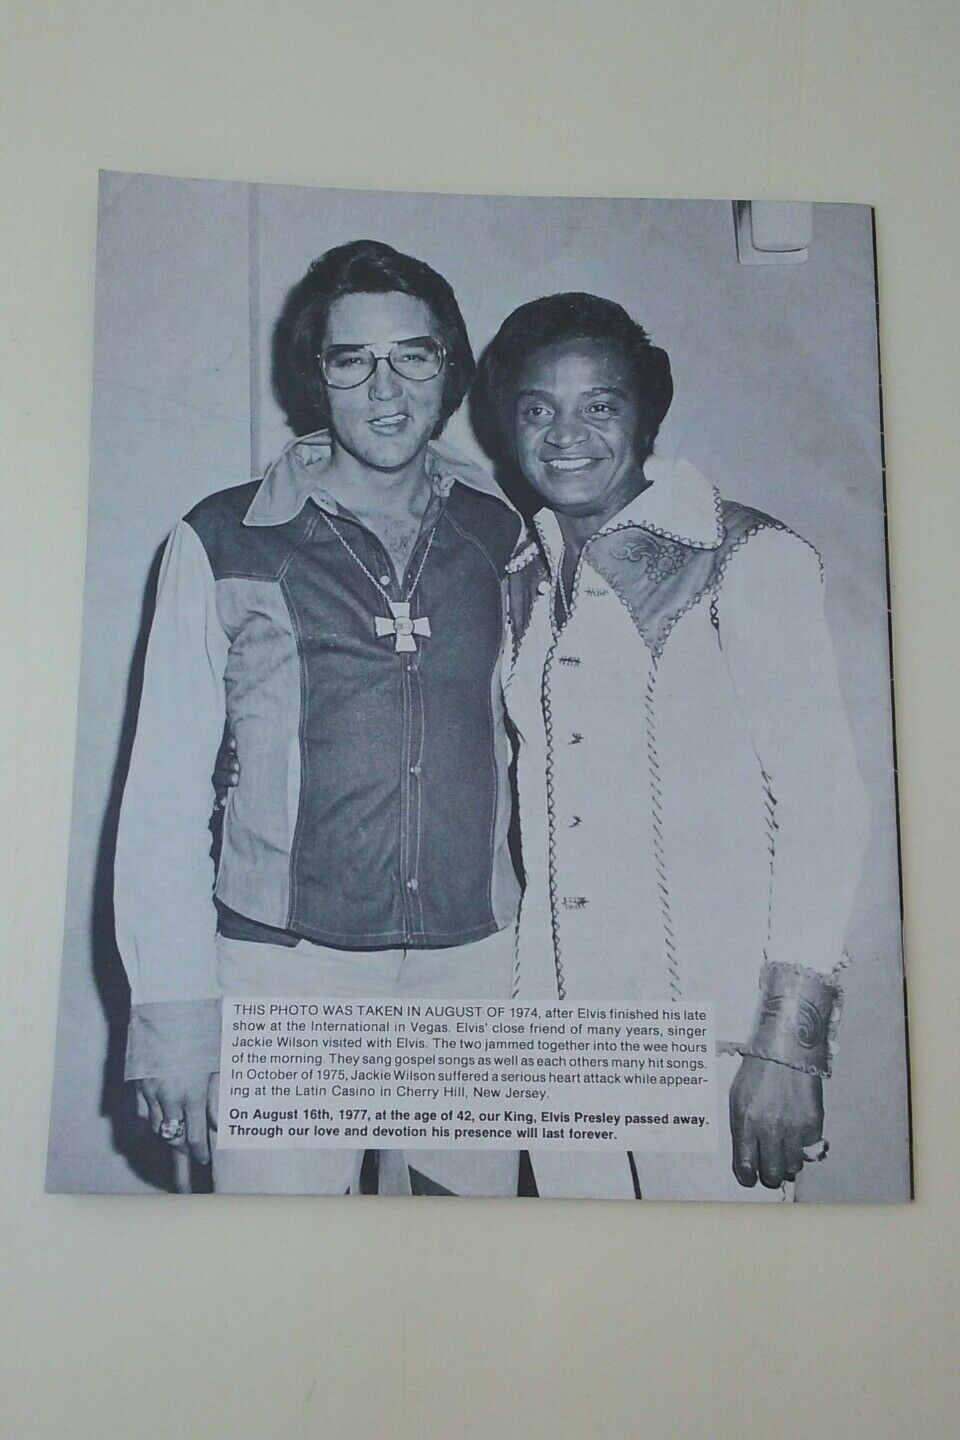 THIS PHOTO WAS TAKEN IN AUGUST OF 1974, after Elvis finished his late
show at the International in Vegas. Elvis' close friend of many years, singer
Jackie Wilson visited with Elvis. The two jammed together into the wee hours
of the morning. They sang gospel songs as well as each others many hit songs.
In October of 1975, Jackie Wilson suffered a serious heart attack while appear-
ing at the Latin Casino in Cherry Hill, New Jersey.
On August 16th, 1977, at the age of 42, our King, Elvis Presley passed away.
Through our love and devotion his presence will last forever.